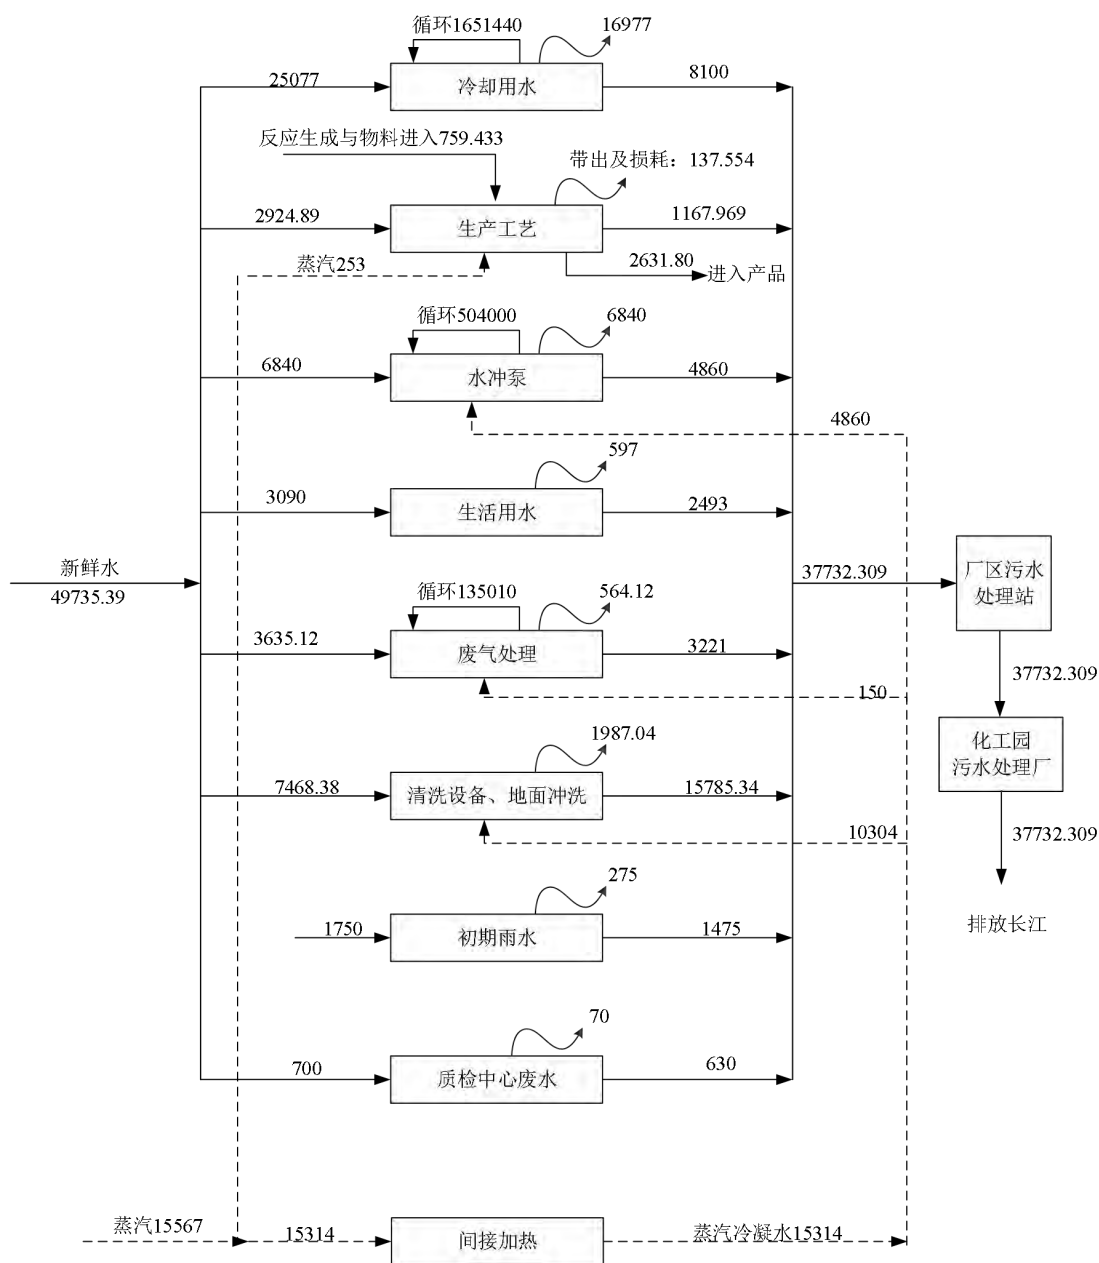 循环1651440
16977
25077
冷却用水
8100
反应生成与物料进入759.433
带出及损耗：137.554
2924.89
生产工艺
1167.969
蒸汽253
2631.80
进入产品
循环504000
6840
6840
水冲泵
4860
4860
597
3090
生活用水
2493
新鲜水
49735.39
37732.309
厂区污水
处理站
循环135010
564.12
3635.12
废气处理
3221
37732.309
150
1987.04
化工园
污水处理厂
7468.38
清洗设备、地面冲洗
15785.34
10304
37732.309
275
1750
初期雨水
1475
排放长江
70
700
质检中心废水
630
蒸汽15567
15314
间接加热
蒸汽冷凝水15314